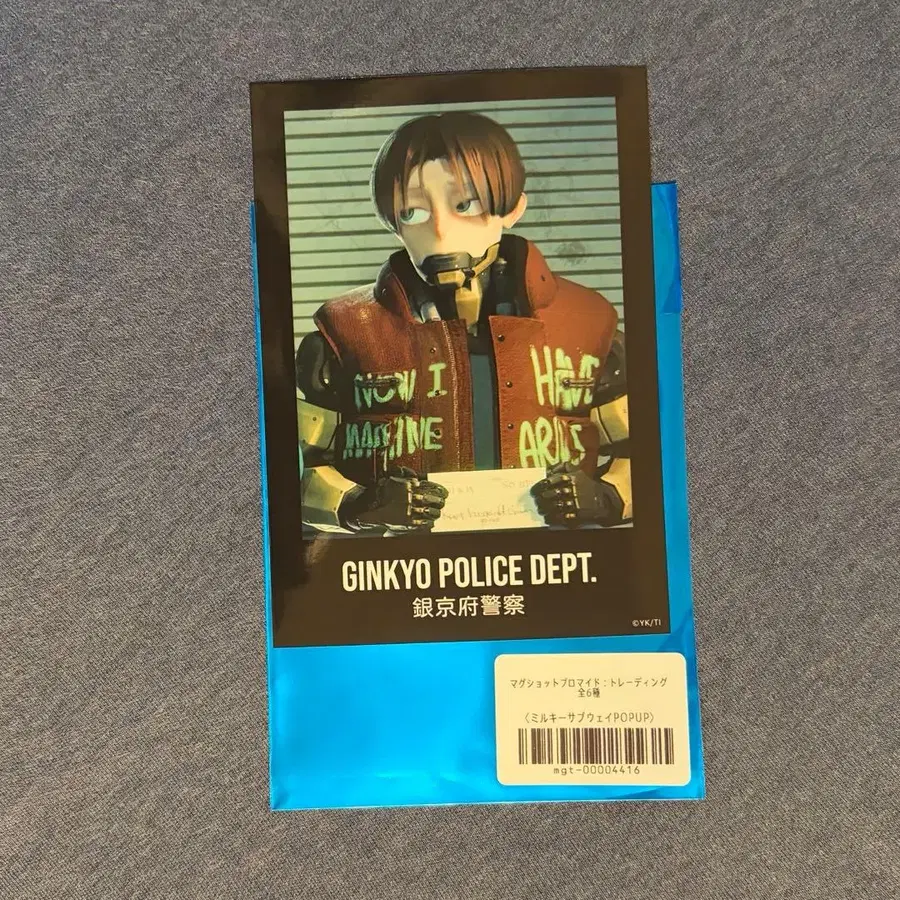 NOW I HAVE
MACHINE ARMS
GINKYO POLICE DEPT.
銀京府警察
©YK/TI
マグショットブロマイド：トレーディング
全6種
〈ミルキーサブウェイPOPUP〉
mgt-00004416